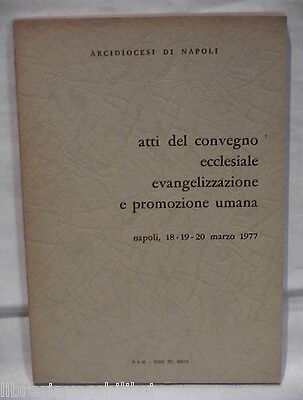 ARCIDIOCESI DI NAPOLI
atti del convegno
ecclesiale
evangelizzazione
e promozione umana
napoli, 18-19-20 marzo 1977